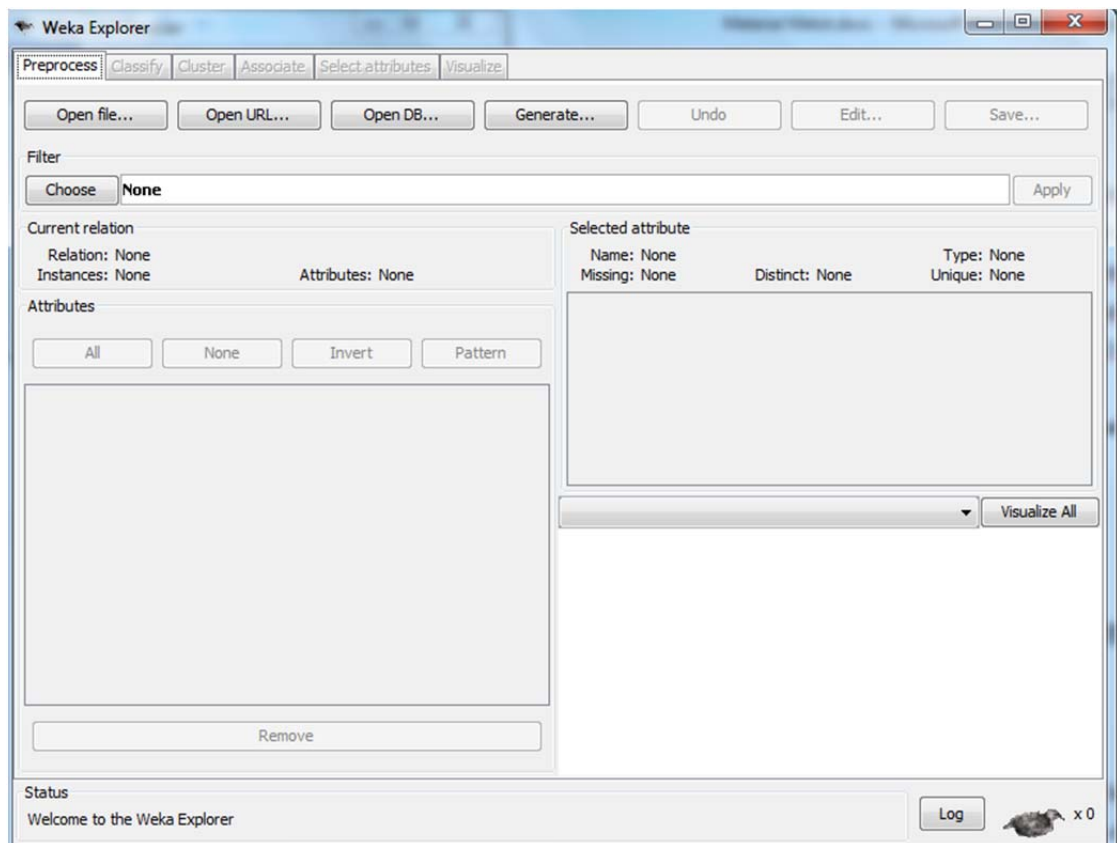 Weka Explorer
Preprocess Classify Cluster Associate Select attributes Visualize
Open file... Open URL... Open DB... Generate... Undo Edit... Save...
Filter
Choose None Apply
Current relation
Relation: None
Instances: None Attributes: None
Selected attribute
Name: None Type: None
Missing: None Distinct: None Unique: None
Attributes
All None Invert Pattern
Visualize All
Remove
Status
Welcome to the Weka Explorer
Log x 0